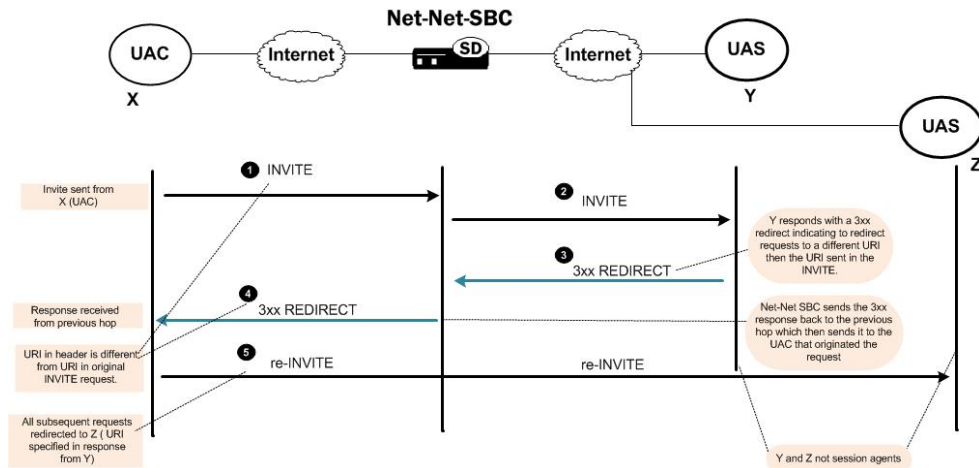 Net-Net-SBC
UAC
Internet
SD
Internet
UAS
X
Y
UAS
Z
1 INVITE
Invite sent from
X (UAC)
2 INVITE
Y responds with a 3xx
redirect indicating to redirect
requests to a different URI
then the URI sent in the
INVITE.
3
3xx REDIRECT
4
3xx REDIRECT
Response received
from previous hop
Net-Net SBC sends the 3xx
response back to the previous
hop which then sends it to the
UAC that originated the
request
URI in header is different
from URI in original
INVITE request.
5
re-INVITE
re-INVITE
All subsequent requests
redirected to Z ( URI
specified in response
from Y)
Y and Z not session agents